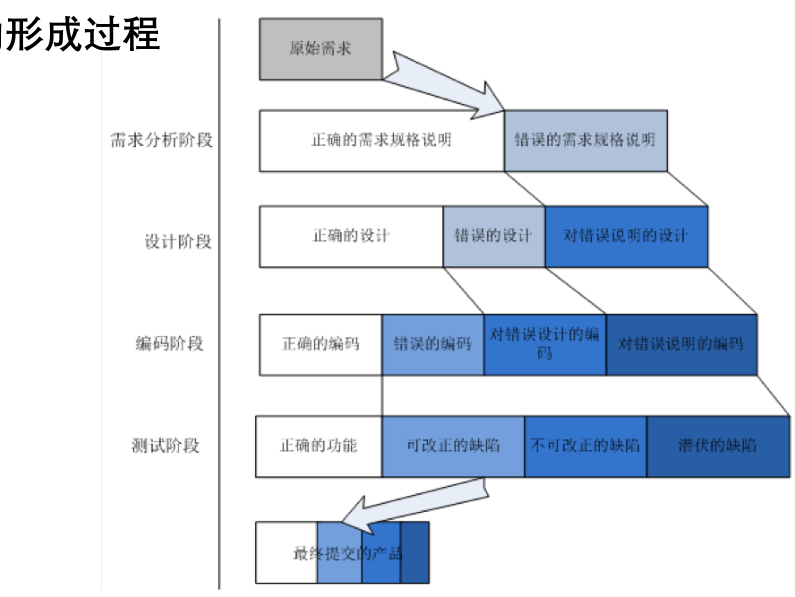 形成过程
原始需求
需求分析阶段
正确的需求规格说明
错误的需求规格说明
设计阶段
正确的设计
错误的设计
对错误说明的设计
编码阶段
正确的编码
错误的编码
对错误设计的编
码
对错误说明的编码
测试阶段
正确的功能
可改正的缺陷
不可改正的缺陷
潜伏的缺陷
最终提交的产品